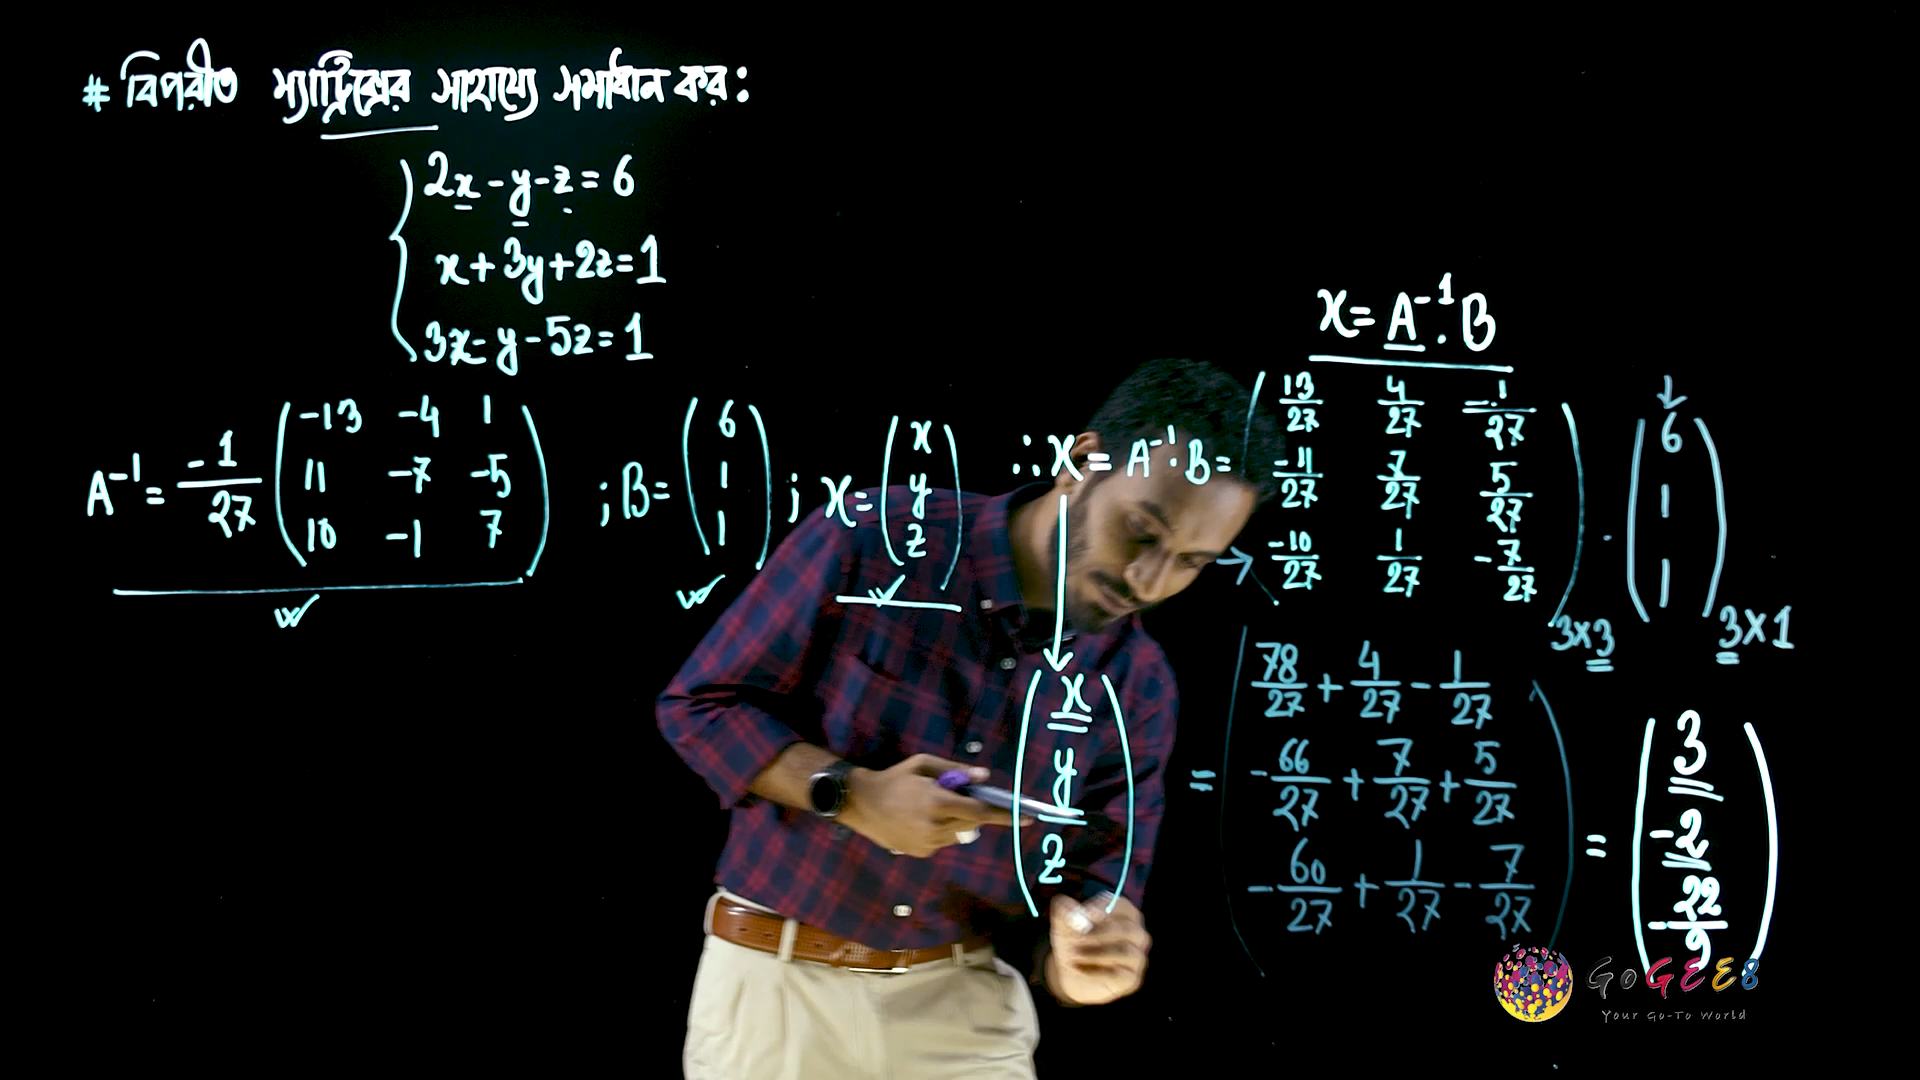 # বিপরীত ম্যাট্রিক্সের সাহায্যে সমাধান কর:
2x - y - z = 6
x + 3y + 2z = 1
3x - y - 5z = 1
A⁻¹ = -1/27 (-13 -4 1
11 -7 -5
10 -1 7)
; B = (6
1
1)
; x = (x
y
z)
x = A⁻¹ . B
∴ x = A⁻¹ . B = (13/27 4/27 -1/27
-11/27 7/27 5/27
-10/27 1/27 -7/27) 3x3
. (6
1
1) 3x1
(x
y
z)
= (78/27 + 4/27 - 1/27
-66/27 + 7/27 + 5/27
-60/27 + 1/27 - 7/27)
= (3
-2
-22/9)
GoGEE8
Your Go-To World